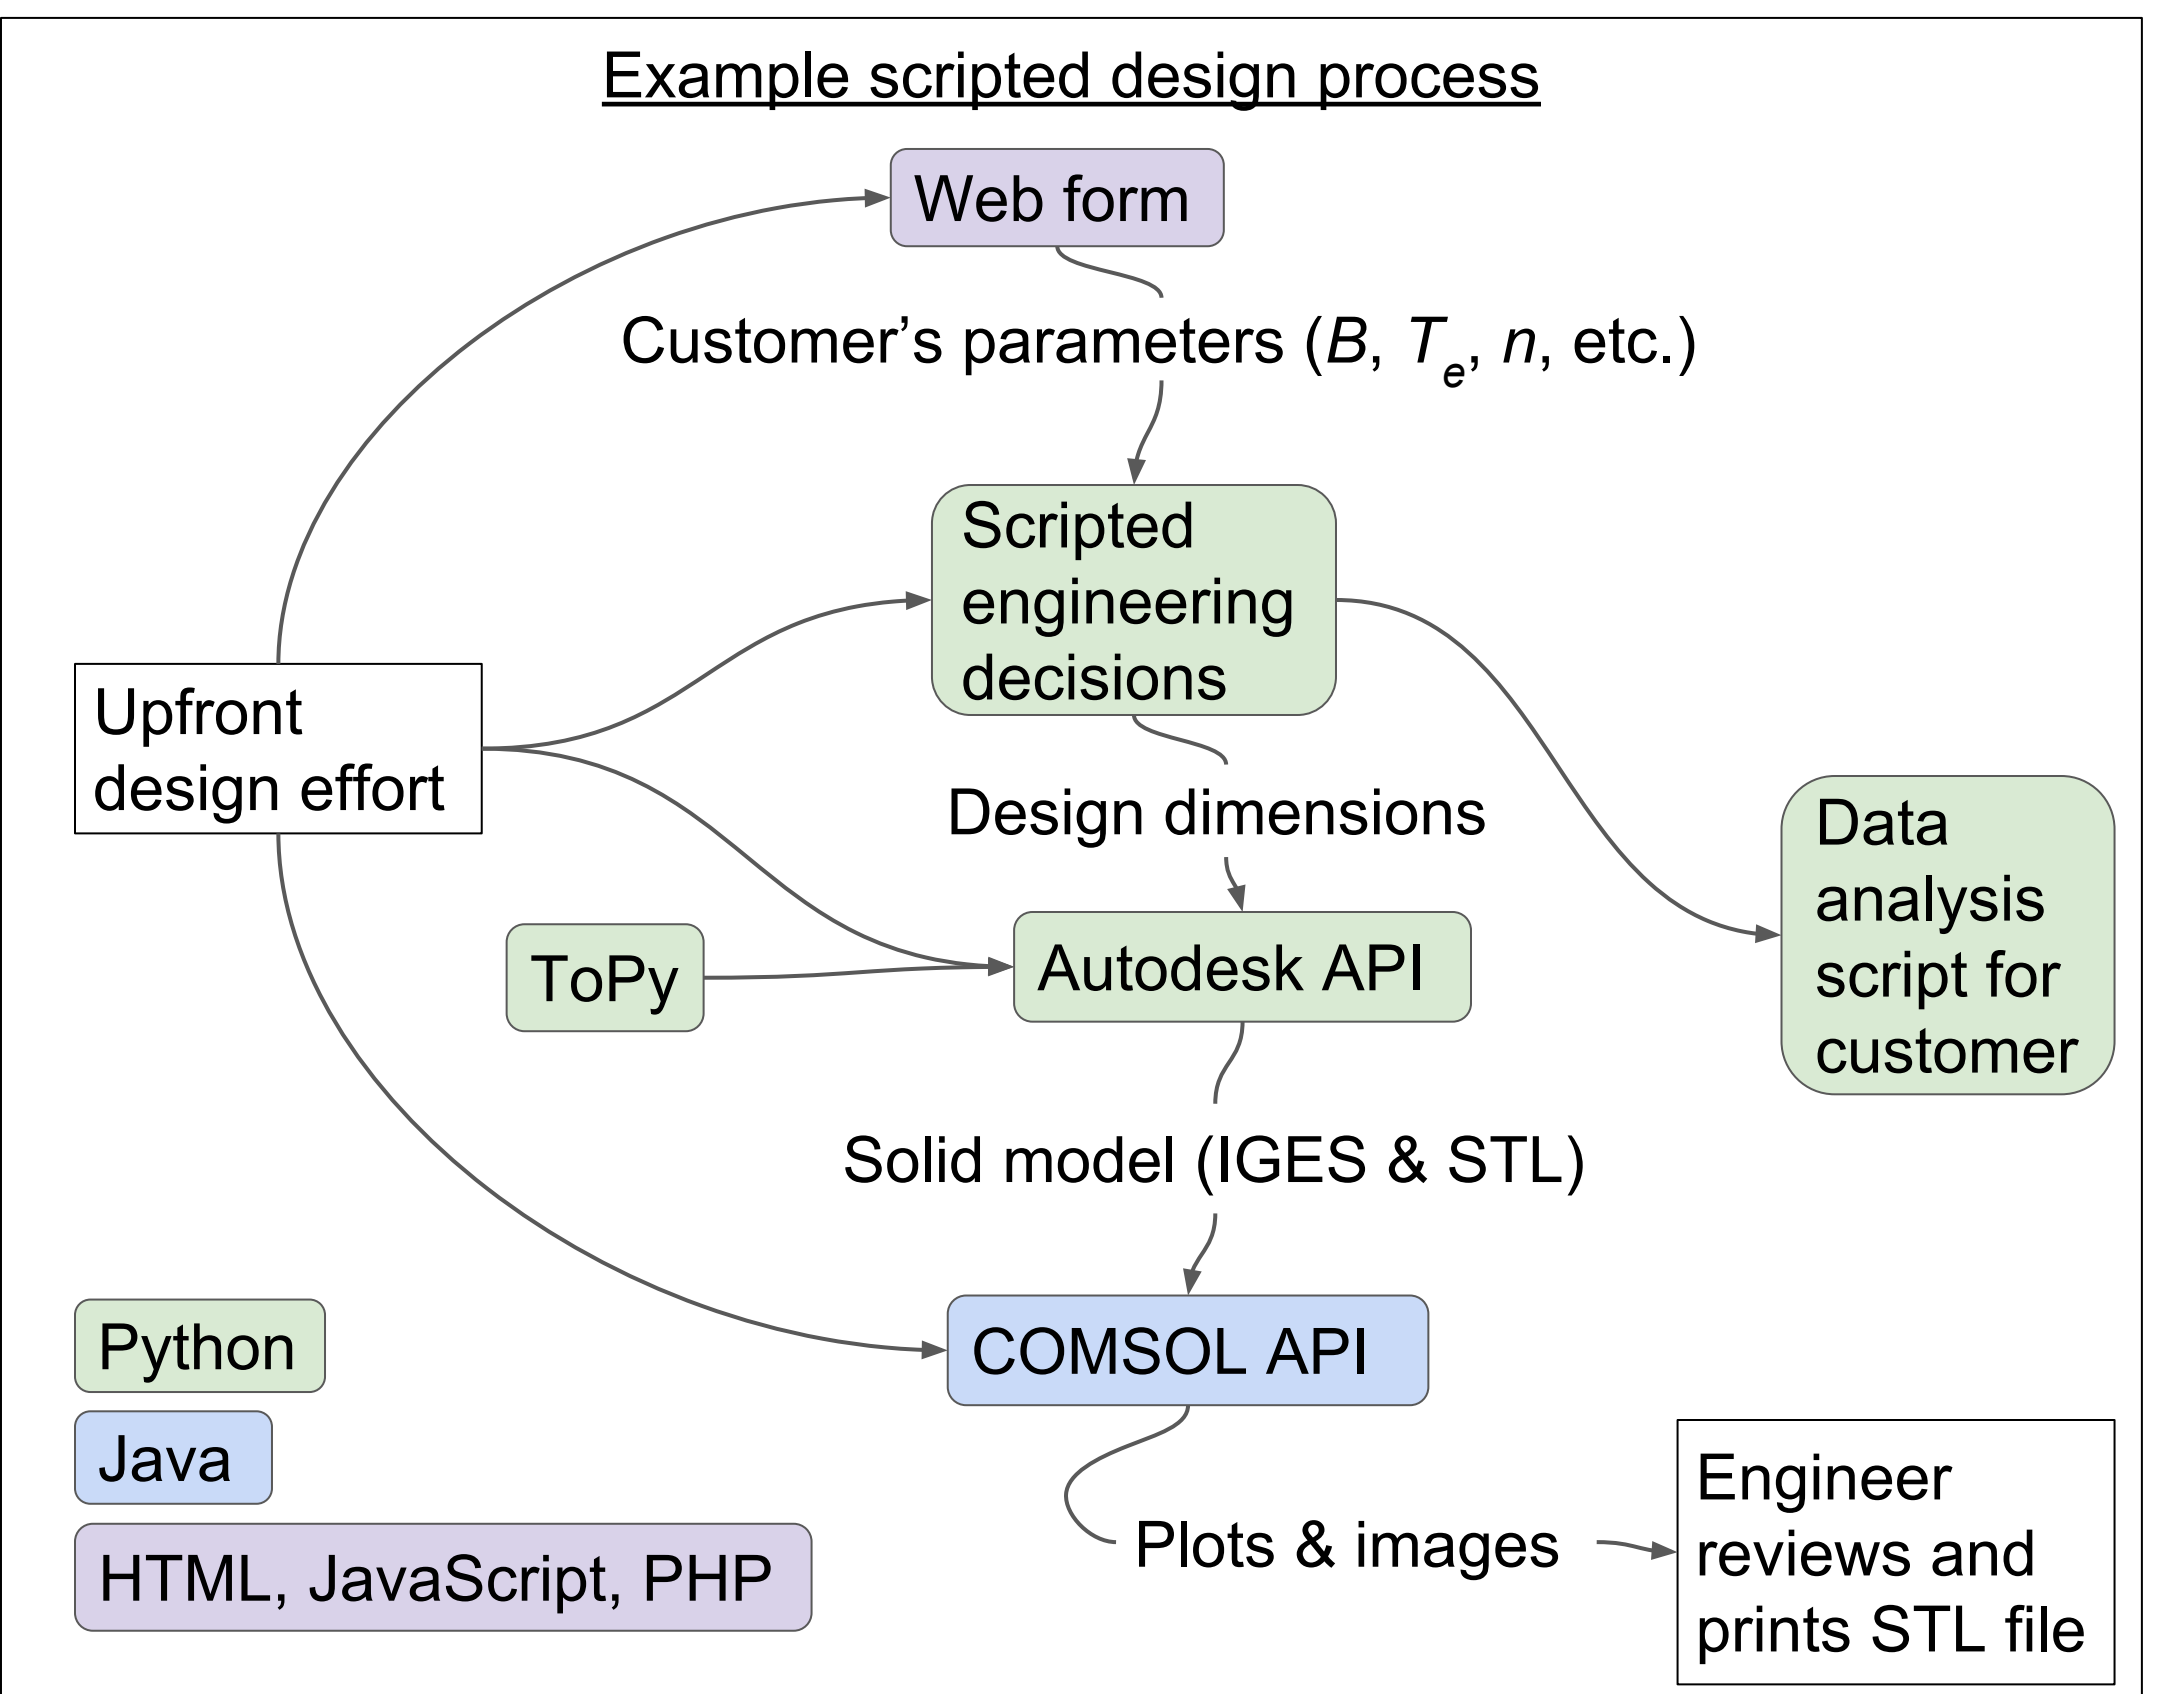 Example scripted design process
Web form
Customer’s parameters (B, Te, n, etc.)
Scripted
engineering
decisions
Upfront
design effort
Design dimensions
Data
analysis
script for
customer
ToPy
Autodesk API
Solid model (IGES & STL)
COMSOL API
Python
Java
HTML, JavaScript, PHP
Plots & images
Engineer
reviews and
prints STL file